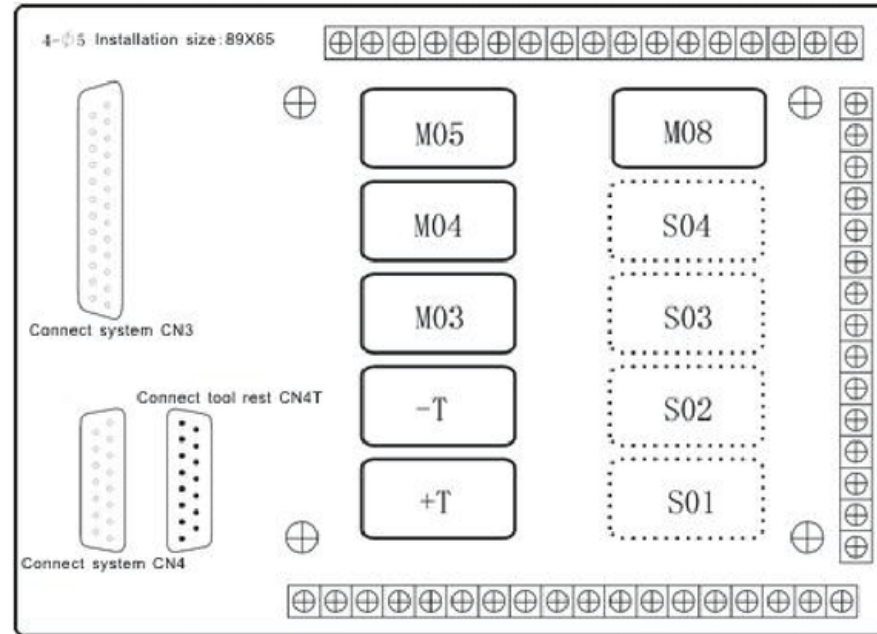 4-φ5 Installation size:89X65
M05
M08
M04
S04
M03
S03
Connect system CN3
Connect tool rest CN4T
-T
S02
+T
S01
Connect system CN4